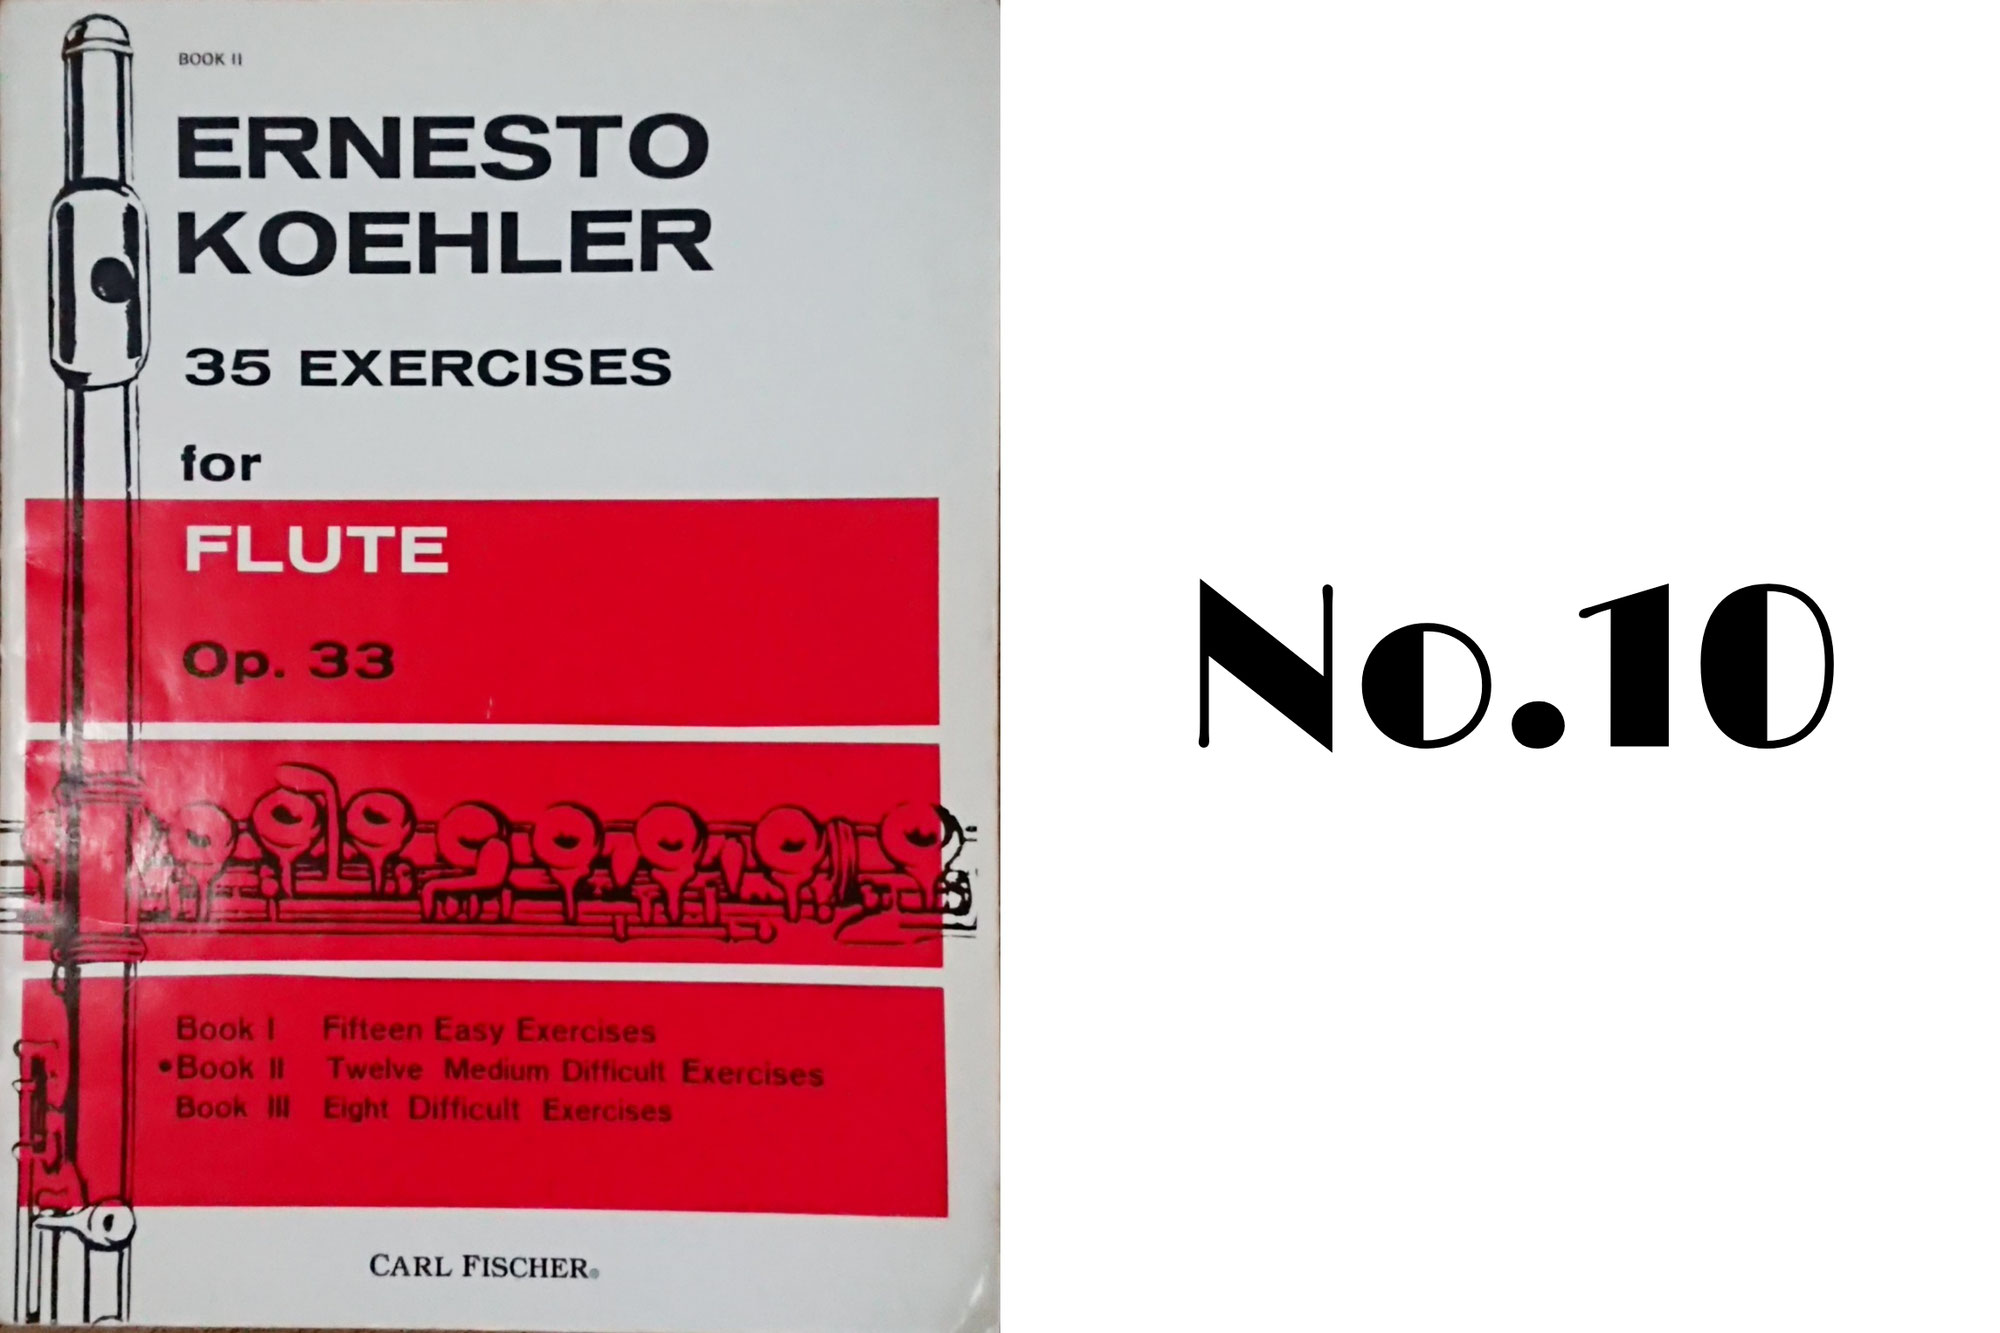 BOOK II
ERNESTO
KOEHLER
35 EXERCISES
for
FLUTE
Op. 33
Book I Fifteen Easy Exercises
•Book II Twelve Medium Difficult Exercises
Book III Eight Difficult Exercises
CARL FISCHER®
No.10